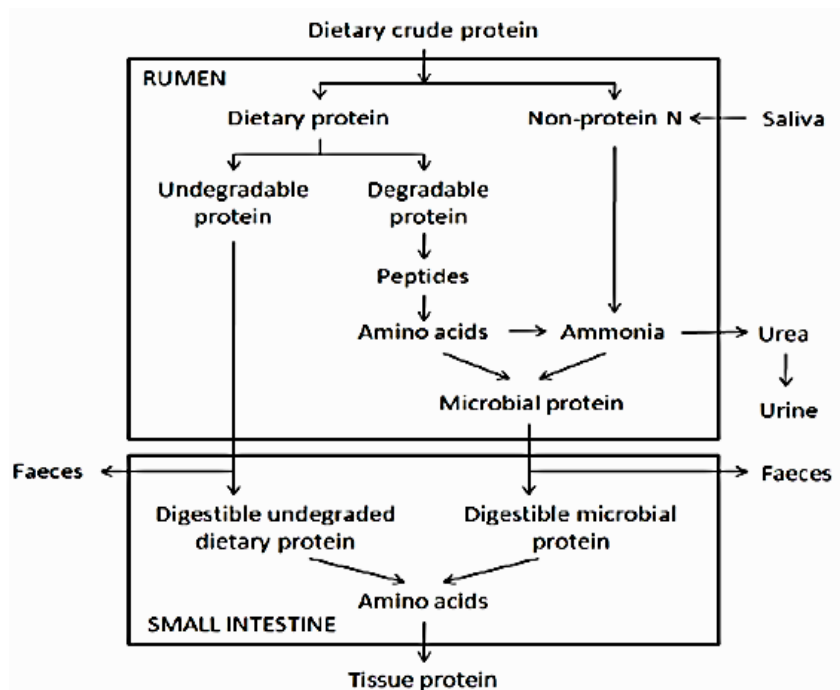 Dietary crude protein
RUMEN
Dietary protein
Non-protein N
Saliva
Undegradable
protein
Degradable
protein
Peptides
Amino acids
Ammonia
Urea
Microbial protein
Urine
Faeces
Faeces
Digestible undegraded
dietary protein
Digestible microbial
protein
Amino acids
SMALL INTESTINE
Tissue protein